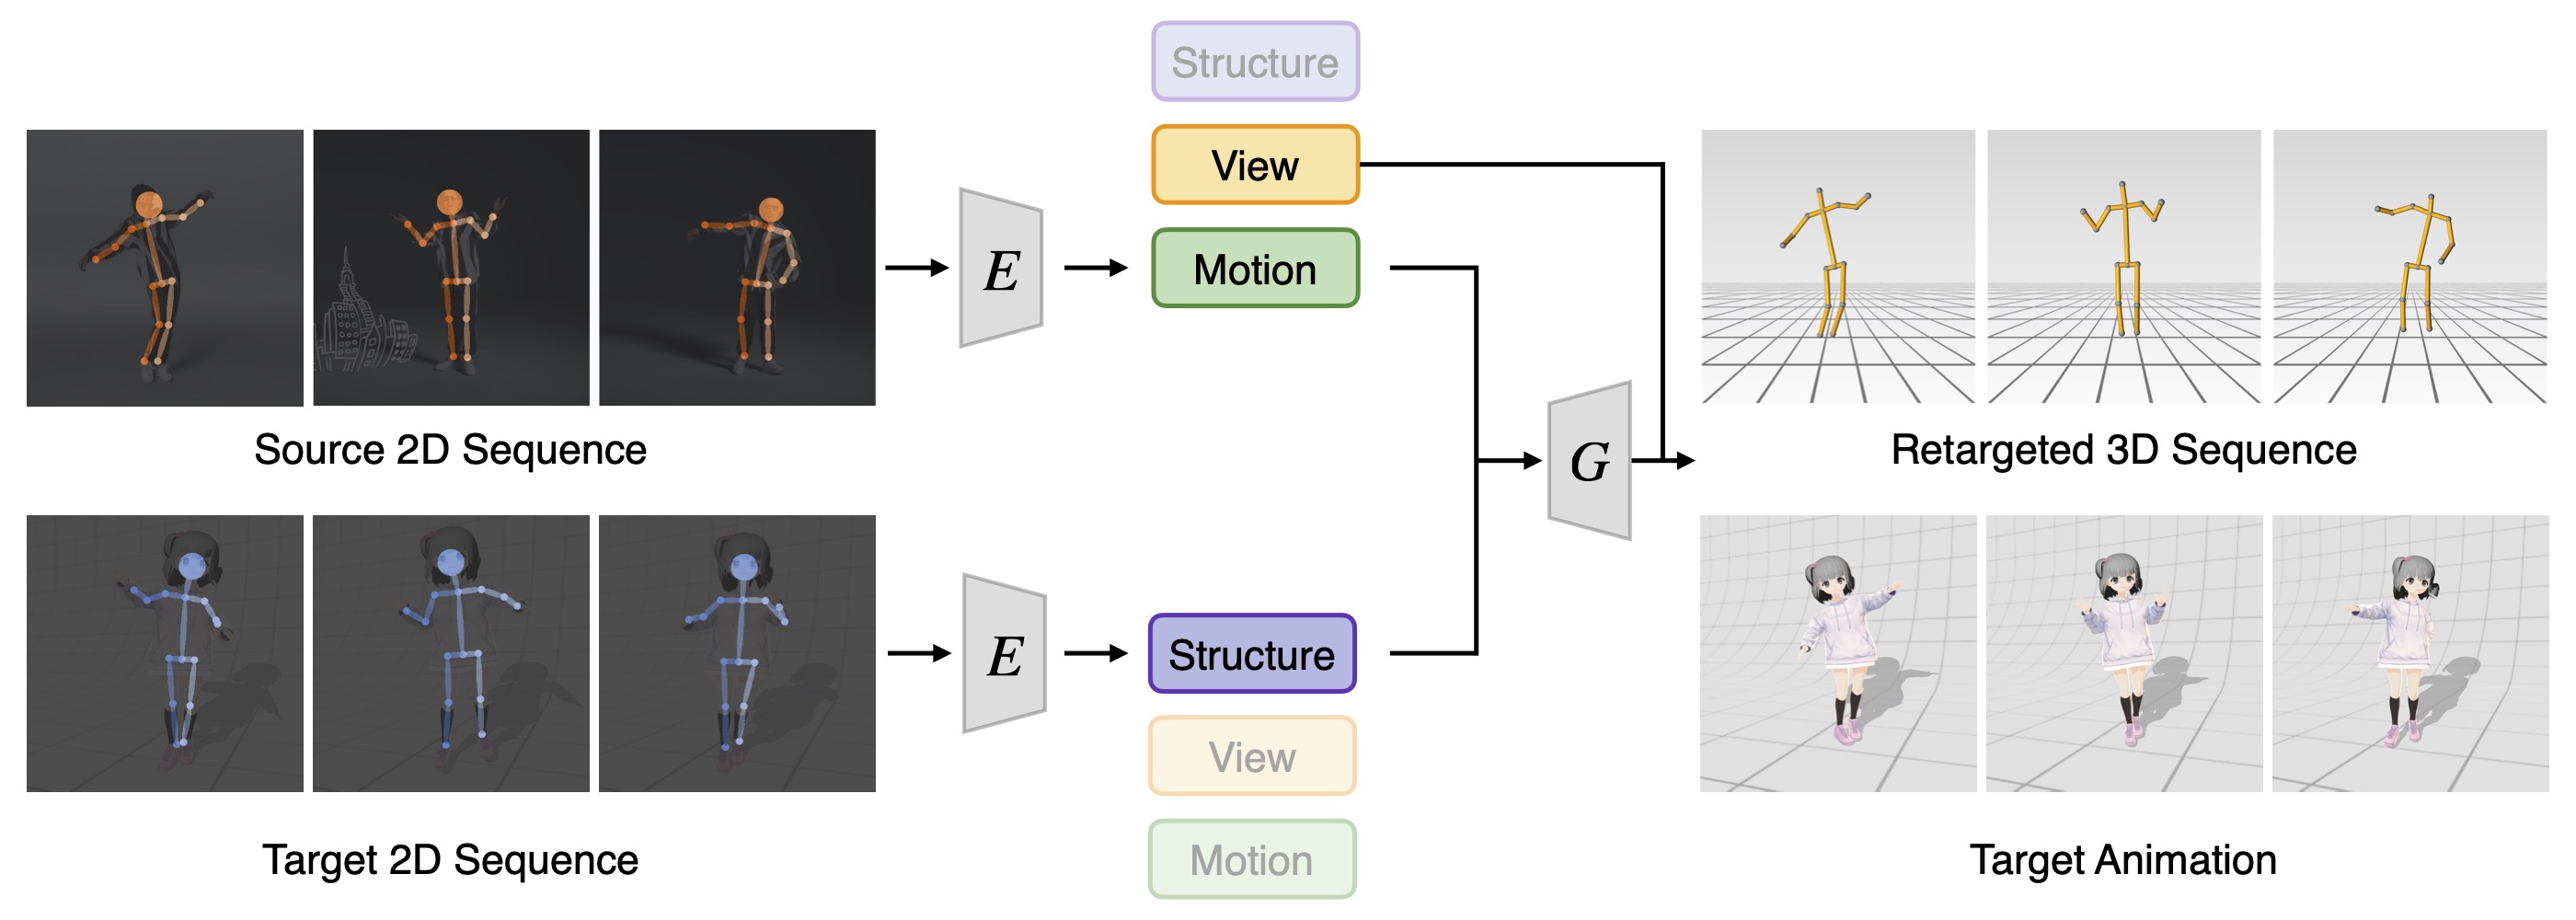 Structure
View
Motion
E
Source 2D Sequence
G
Retargeted 3D Sequence
E
Structure
View
Motion
Target 2D Sequence
Target Animation